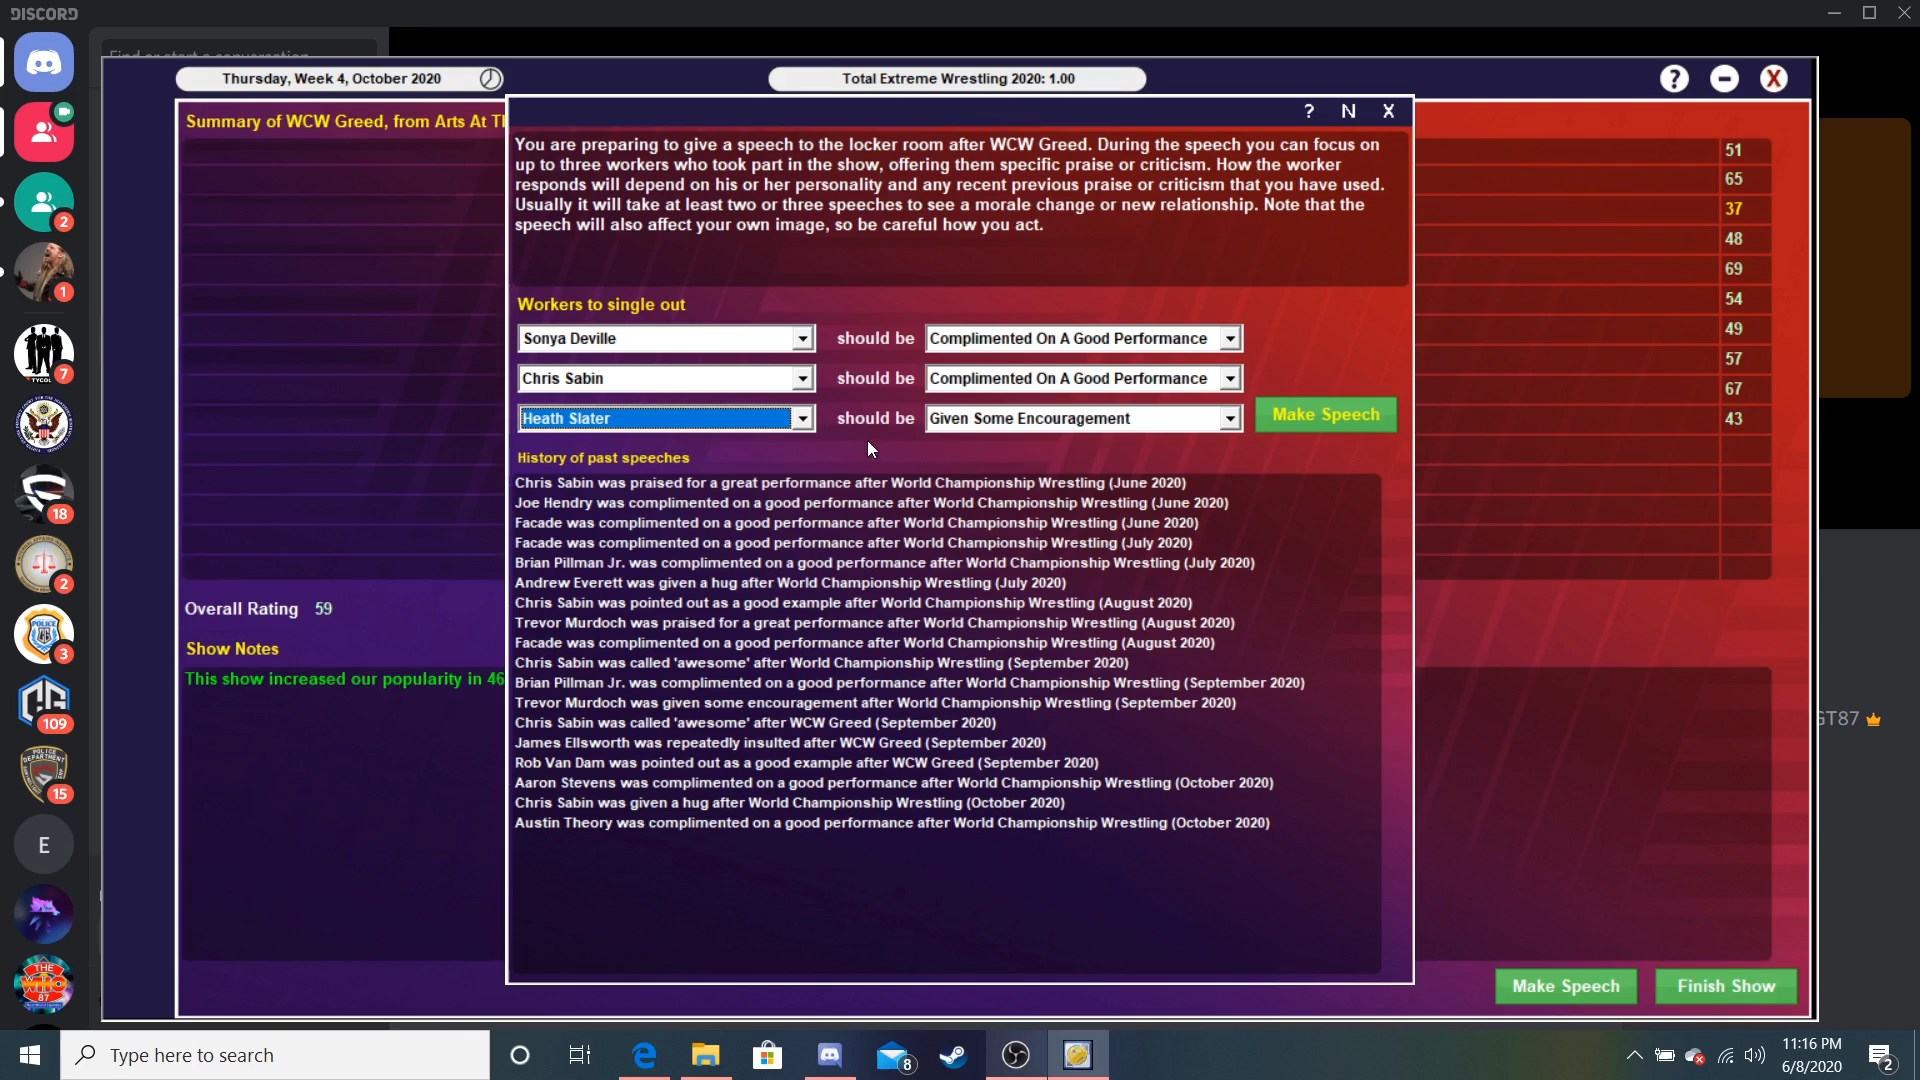 DISCORD
Find or start a conversation
Thursday, Week 4, October 2020
Total Extreme Wrestling 2020: 1.00
? - X
Summary of WCW Greed, from Arts At
? N X
You are preparing to give a speech to the locker room after WCW Greed. During the speech you can focus on
up to three workers who took part in the show, offering them specific praise or criticism. How the worker
responds will depend on his or her personality and any recent previous praise or criticism that you have used.
Usually it will take at least two or three speeches to see a morale change or new relationship. Note that the
speech will also affect your own image, so be careful how you act.
51
65
37
48
69
54
49
57
67
43
Workers to single out
Sonya Deville should be Complimented On A Good Performance
Chris Sabin should be Complimented On A Good Performance
Heath Slater should be Given Some Encouragement Make Speech
History of past speeches
Chris Sabin was praised for a great performance after World Championship Wrestling (June 2020)
Joe Hendry was complimented on a good performance after World Championship Wrestling (June 2020)
Facade was complimented on a good performance after World Championship Wrestling (June 2020)
Facade was complimented on a good performance after World Championship Wrestling (July 2020)
Brian Pillman Jr. was complimented on a good performance after World Championship Wrestling (July 2020)
Andrew Everett was given a hug after World Championship Wrestling (July 2020)
Chris Sabin was pointed out as a good example after World Championship Wrestling (August 2020)
Trevor Murdoch was praised for a great performance after World Championship Wrestling (August 2020)
Facade was complimented on a good performance after World Championship Wrestling (August 2020)
Chris Sabin was called 'awesome' after World Championship Wrestling (September 2020)
Brian Pillman Jr. was complimented on a good performance after World Championship Wrestling (September 2020)
Trevor Murdoch was given some encouragement after World Championship Wrestling (September 2020)
Chris Sabin was called 'awesome' after WCW Greed (September 2020)
James Ellsworth was repeatedly insulted after WCW Greed (September 2020)
Rob Van Dam was pointed out as a good example after WCW Greed (September 2020)
Aaron Stevens was complimented on a good performance after World Championship Wrestling (October 2020)
Chris Sabin was given a hug after World Championship Wrestling (October 2020)
Austin Theory was complimented on a good performance after World Championship Wrestling (October 2020)
Overall Rating 59
Show Notes
This show increased our popularity in 46
GT87
Make Speech
Finish Show
2
1
TYCOO
7
18
2
POLICE
3
109
POLICE
DEPARTMENT
15
E
THE
WHO
87
Type here to search
8
11:16 PM
6/8/2020
2